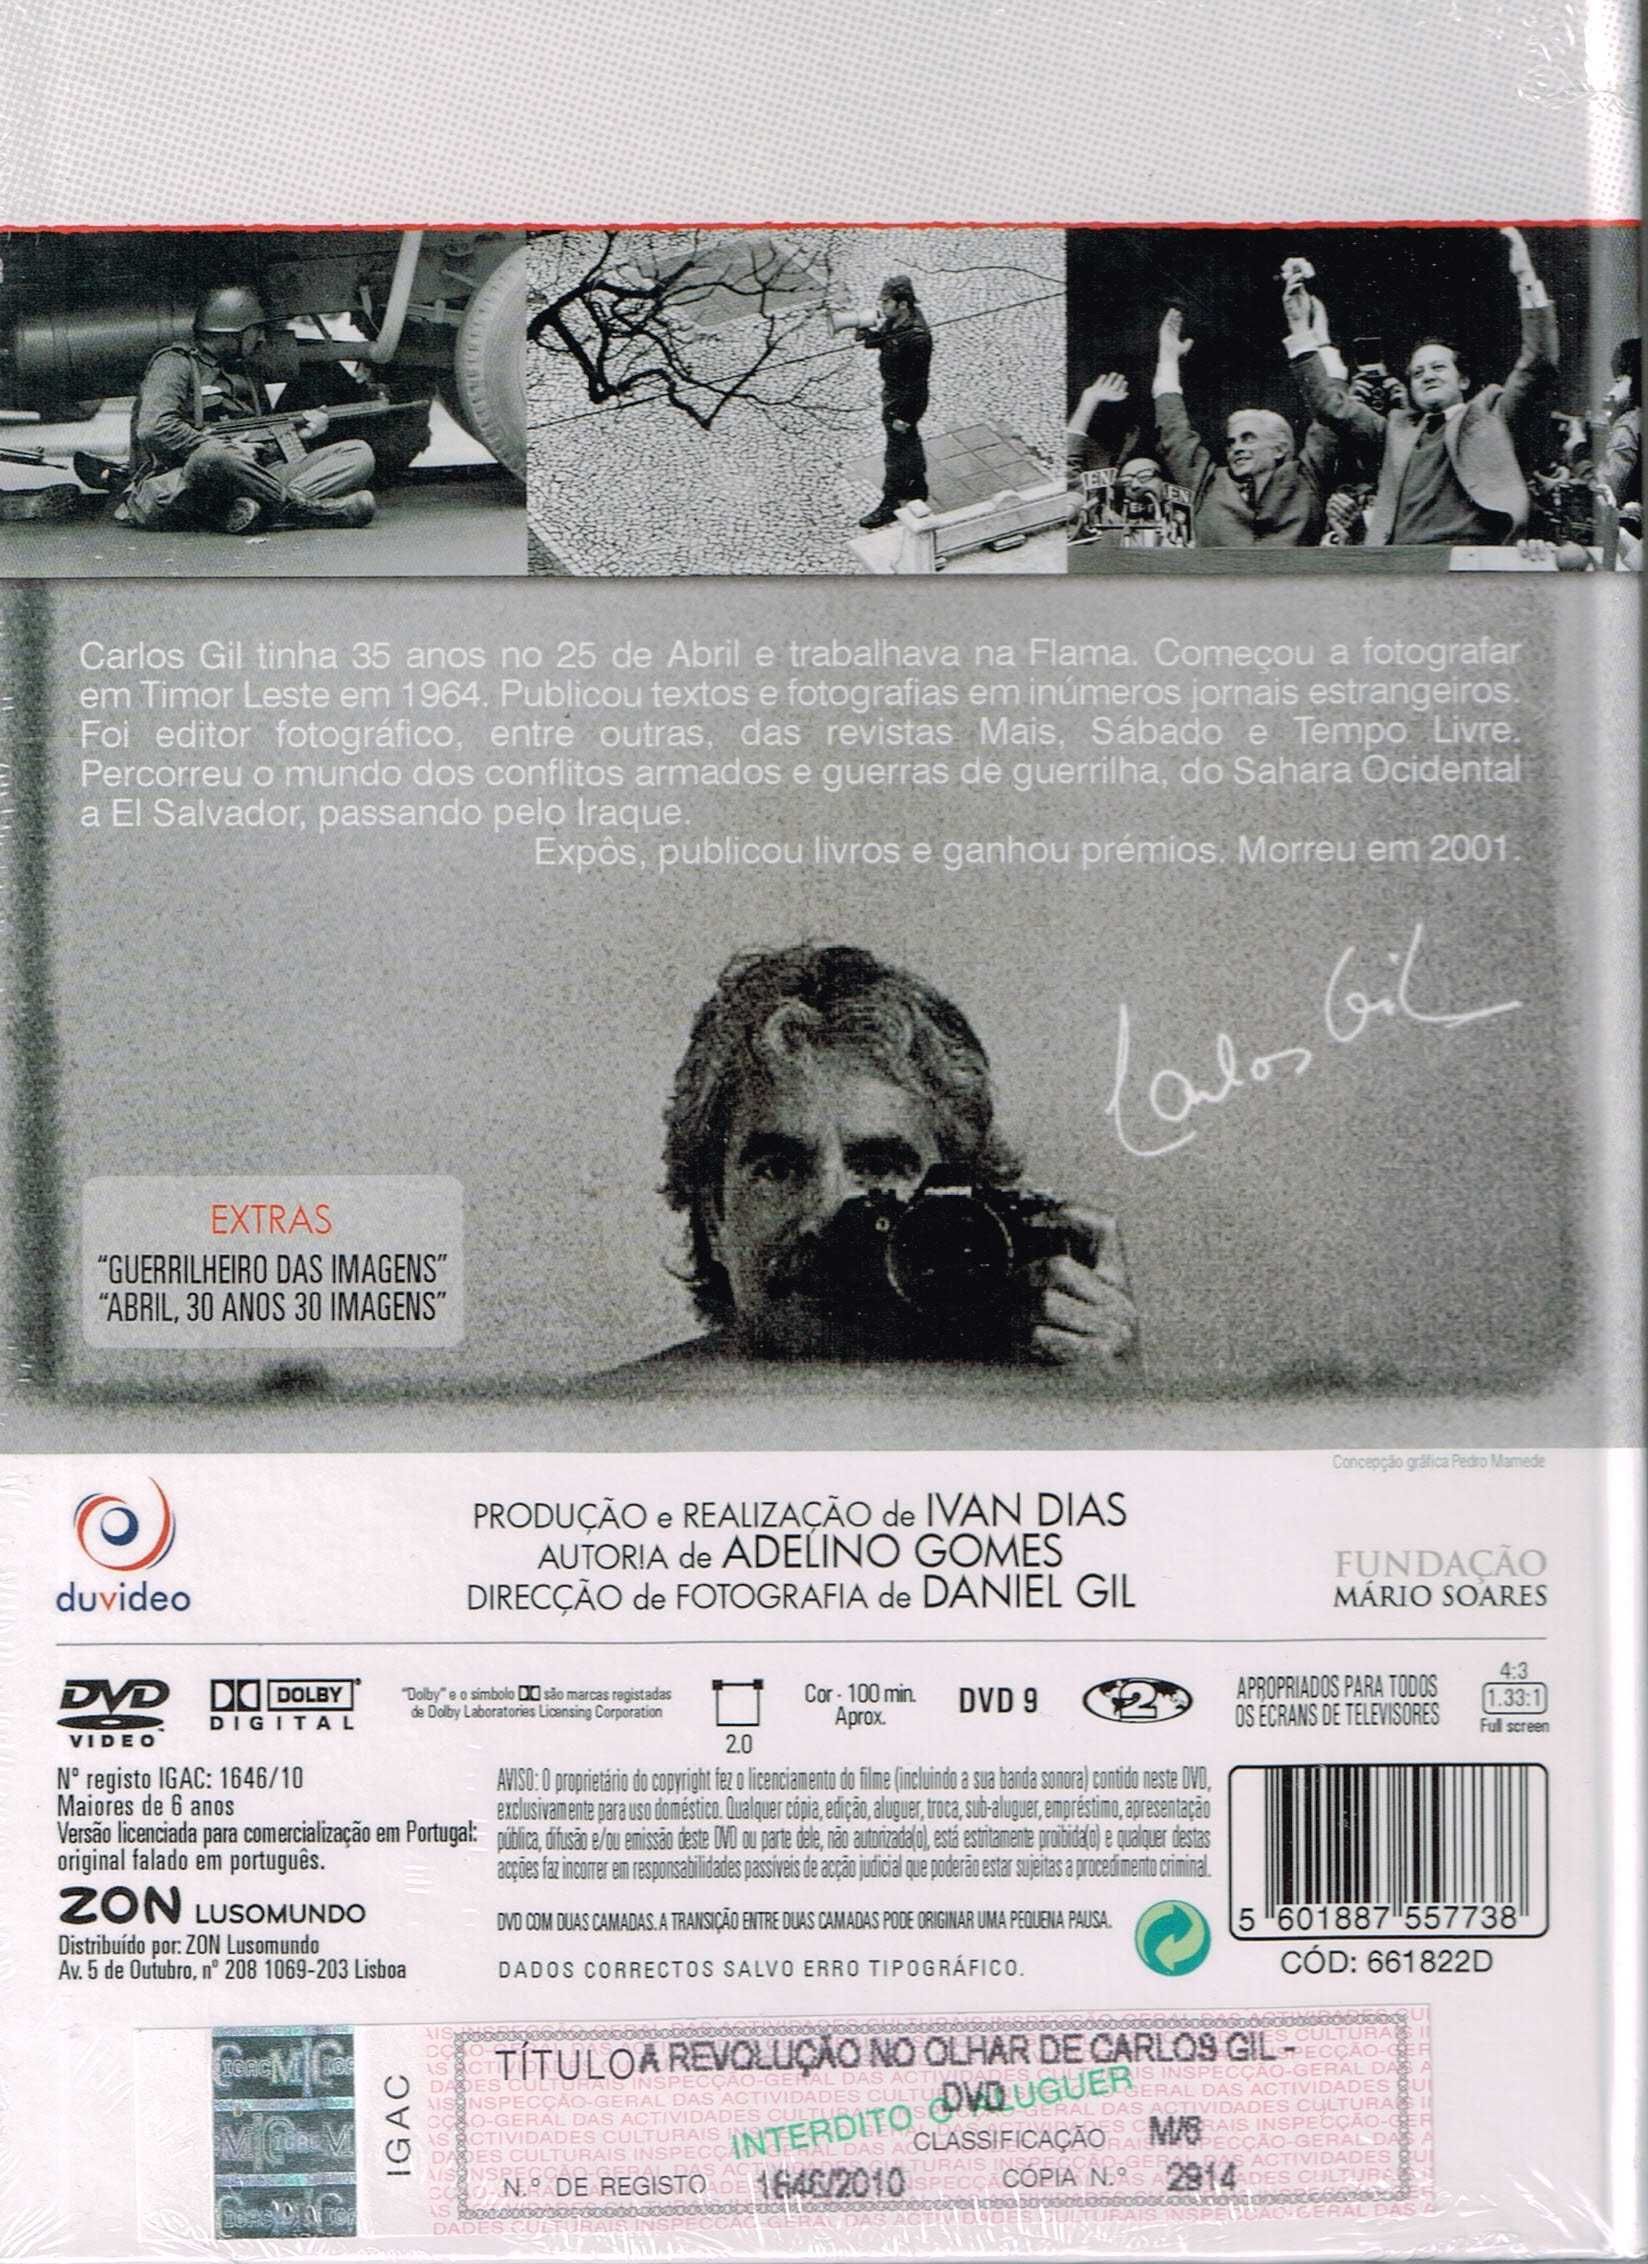 Carlos Gil tinha 35 anos no 25 de Abril e trabalhava na Flama. Começou a fotografar
em Timor Leste em 1964. Publicou textos e fotografias em inúmeros jornais estrangeiros.
Foi editor fotográfico, entre outras, das revistas Mais, Sábado e Tempo Livre.
Percorreu o mundo dos conflitos armados e guerras de guerrilha, do Sahara Ocidental
a El Salvador, passando pelo Iraque.
Expôs, publicou livros e ganhou prémios. Morreu em 2001.
Carlos Gil
EXTRAS
“GUERRILHEIRO DAS IMAGENS”
“ABRIL, 30 ANOS 30 IMAGENS”
Concepção gráfica Pedro Mamede
duvideo
PRODUÇÃO e REALIZAÇÃO de IVAN DIAS
AUTORIA de ADELINO GOMES
DIRECÇÃO de FOTOGRAFIA de DANIEL GIL
FUNDAÇÃO
MÁRIO SOARES
DVD
VIDEO
DOLBY
DIGITAL
"Dolby" e o símbolo são marcas registadas
de Dolby Laboratories Licensing Corporation
2.0
Cor - 100 min.
Aprox.
DVD 9
2
APROPRIADOS PARA TODOS
OS ECRANS DE TELEVISORES
4:3
1.33:1
Full screen
Nº registo IGAC: 1646/10
Maiores de 6 anos
Versão licenciada para comercialização em Portugal:
original falado em português.
ZON LUSOMUNDO
Distribuído por: ZON Lusomundo
Av. 5 de Outubro, nº 208 1069-203 Lisboa
AVISO: O proprietário do copyright fez o licenciamento do filme (incluindo a sua banda sonora) contido neste DVD,
exclusivamente para uso doméstico. Qualquer cópia, edição, aluguer, troca, sub-aluguer, empréstimo, apresentação
pública, difusão e/ou emissão deste DVD ou parte dele, não autorizada(o), está estritamente proibida(o) e qualquer destas
acções faz incorrer em responsabilidades passíveis de acção judicial que poderão estar sujeitas a procedimento criminal.
DVD COM DUAS CAMADAS. A TRANSIÇÃO ENTRE DUAS CAMADAS PODE ORIGINAR UMA PEQUENA PAUSA.
DADOS CORRECTOS SALVO ERRO TIPOGRÁFICO.
5 601887 557738
CÓD: 661822D
IGAC
TÍTULO A REVOLUÇÃO NO OLHAR DE CARLOS GIL -
DVD
INTERDITO O ALUGUER
CLASSIFICAÇÃO M/6
N.º DE REGISTO 1646/2010 CÓPIA N.º 2914